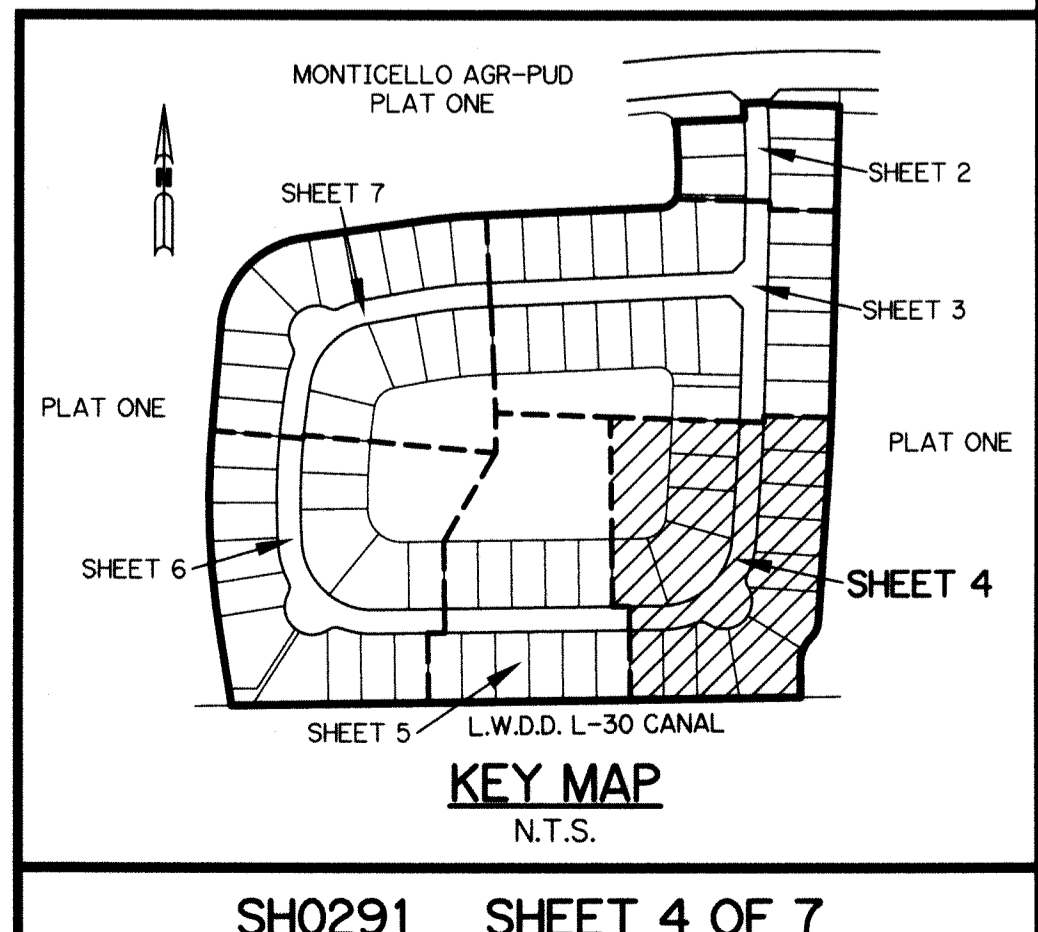 MONTICELLO AGR-PUD
PLAT ONE
N
SHEET 2
SHEET 7
SHEET 3
PLAT ONE
PLAT ONE
SHEET 6
SHEET 4
SHEET 5
L.W.D.D. L-30 CANAL
KEY MAP
N.T.S.
SH0291 SHEET 4 OF 7